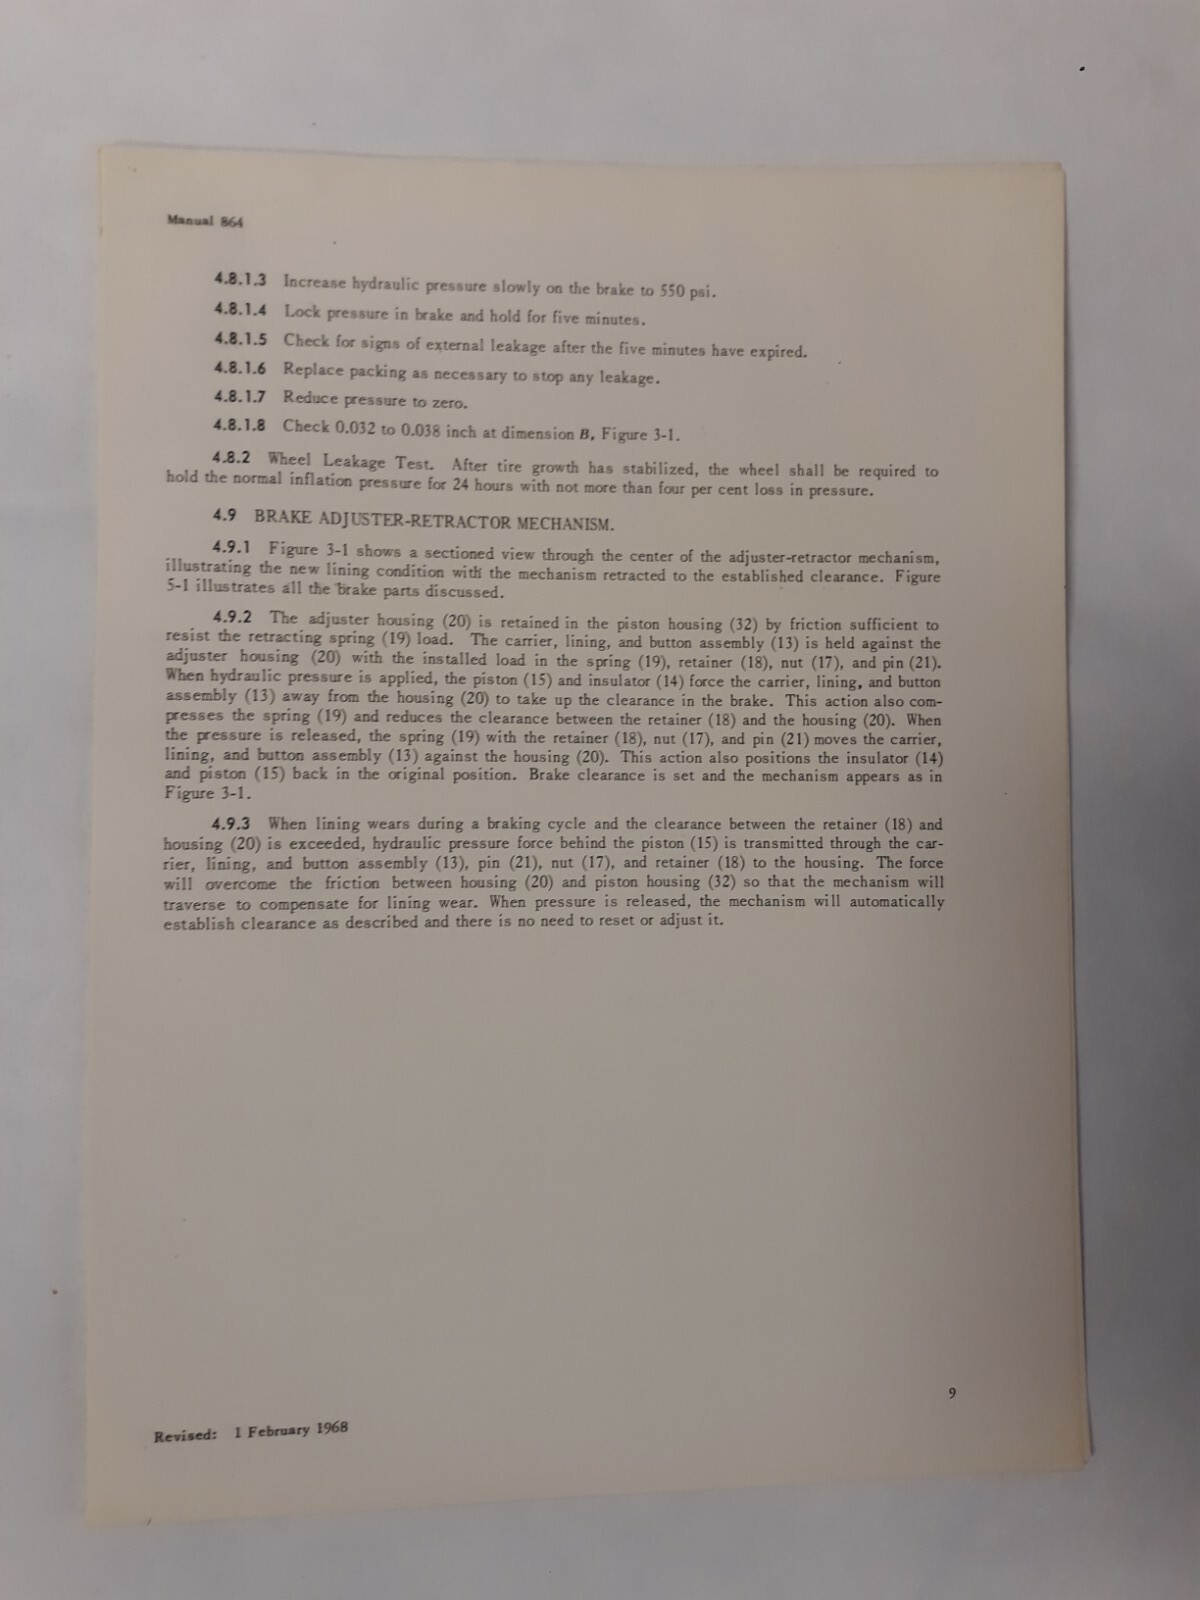 Manual 864
4.8.1.3 Increase hydraulic pressure slowly on the brake to 550 psi.
4.8.1.4 Lock pressure in brake and hold for five minutes.
4.8.1.5 Check for signs of external leakage after the five minutes have expired.
4.8.1.6 Replace packing as necessary to stop any leakage.
4.8.1.7 Reduce pressure to zero.
4.8.1.8 Check 0.032 to 0.038 inch at dimension B, Figure 3-1.
4.8.2 Wheel Leakage Test. After tire growth has stabilized, the wheel shall be required to
hold the normal inflation pressure for 24 hours with not more than four per cent loss in pressure.
4.9 BRAKE ADJUSTER-RETRACTOR MECHANISM.
4.9.1 Figure 3-1 shows a sectioned view through the center of the adjuster-retractor mechanism,
illustrating the new lining condition with the mechanism retracted to the established clearance. Figure
5-1 illustrates all the brake parts discussed.
4.9.2 The adjuster housing (20) is retained in the piston housing (32) by friction sufficient to
resist the retracting spring (19) load. The carrier, lining, and button assembly (13) is held against the
adjuster housing (20) with the installed load in the spring (19), retainer (18), nut (17), and pin (21).
When hydraulic pressure is applied, the piston (15) and insulator (14) force the carrier, lining, and button
assembly (13) away from the housing (20) to take up the clearance in the brake. This action also com-
presses the spring (19) and reduces the clearance between the retainer (18) and the housing (20). When
the pressure is released, the spring (19) with the retainer (18), nut (17), and pin (21) moves the carrier,
lining, and button assembly (13) against the housing (20). This action also positions the insulator (14)
and piston (15) back in the original position. Brake clearance is set and the mechanism appears as in
Figure 3-1.
4.9.3 When lining wears during a braking cycle and the clearance between the retainer (18) and
housing (20) is exceeded, hydraulic pressure force behind the piston (15) is transmitted through the car-
rier, lining, and button assembly (13), pin (21), nut (17), and retainer (18) to the housing. The force
will overcome the friction between housing (20) and piston housing (32) so that the mechanism will
traverse to compensate for lining wear. When pressure is released, the mechanism will automatically
establish clearance as described and there is no need to reset or adjust it.
9
Revised: 1 February 1968